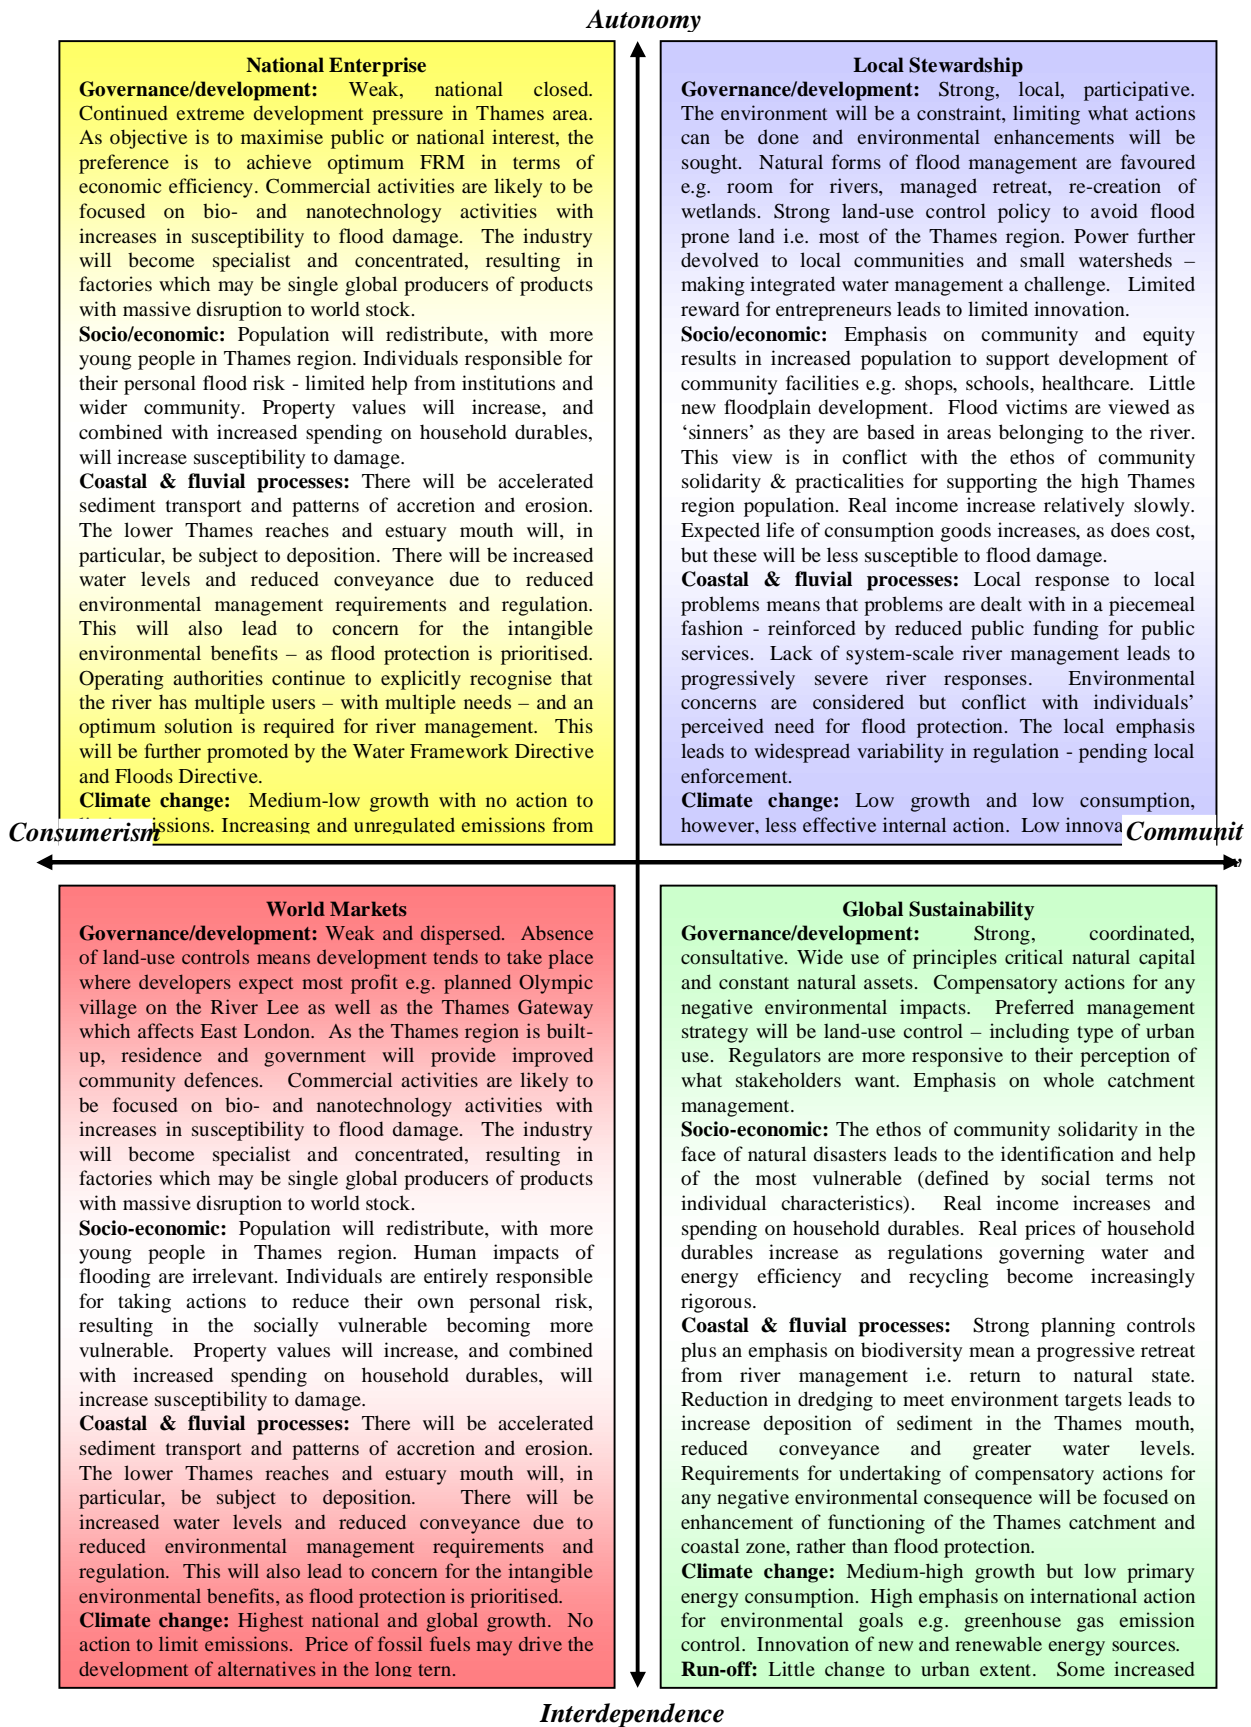 Autonomy
National Enterprise
Governance/development: Weak, national closed.
Continued extreme development pressure in Thames area.
As objective is to maximise public or national interest, the
preference is to achieve optimum FRM in terms of
economic efficiency. Commercial activities are likely to be
focused on bio- and nanotechnology activities with
increases in susceptibility to flood damage. The industry
will become specialist and concentrated, resulting in
factories which may be single global producers of products
with massive disruption to world stock.
Socio/economic: Population will redistribute, with more
young people in Thames region. Individuals responsible for
their personal flood risk - limited help from institutions and
wider community. Property values will increase, and
combined with increased spending on household durables,
will increase susceptibility to damage.
Coastal & fluvial processes: There will be accelerated
sediment transport and patterns of accretion and erosion.
The lower Thames reaches and estuary mouth will, in
particular, be subject to deposition. There will be increased
water levels and reduced conveyance due to reduced
environmental management requirements and regulation.
This will also lead to concern for the intangible
environmental benefits – as flood protection is prioritised.
Operating authorities continue to explicitly recognise that
the river has multiple users – with multiple needs – and an
optimum solution is required for river management. This
will be further promoted by the Water Framework Directive
and Floods Directive.
Climate change: Medium-low growth with no action to
issions. Increasing and unregulated emissions from
Local Stewardship
Governance/development: Strong, local, participative.
The environment will be a constraint, limiting what actions
can be done and environmental enhancements will be
sought. Natural forms of flood management are favoured
e.g. room for rivers, managed retreat, re-creation of
wetlands. Strong land-use control policy to avoid flood
prone land i.e. most of the Thames region. Power further
devolved to local communities and small watersheds –
making integrated water management a challenge. Limited
reward for entrepreneurs leads to limited innovation.
Socio/economic: Emphasis on community and equity
results in increased population to support development of
community facilities e.g. shops, schools, healthcare. Little
new floodplain development. Flood victims are viewed as
‘sinners’ as they are based in areas belonging to the river.
This view is in conflict with the ethos of community
solidarity & practicalities for supporting the high Thames
region population. Real income increase relatively slowly.
Expected life of consumption goods increases, as does cost,
but these will be less susceptible to flood damage.
Coastal & fluvial processes: Local response to local
problems means that problems are dealt with in a piecemeal
fashion - reinforced by reduced public funding for public
services. Lack of system-scale river management leads to
progressively severe river responses. Environmental
concerns are considered but conflict with individuals’
perceived need for flood protection. The local emphasis
leads to widespread variability in regulation - pending local
enforcement.
Climate change: Low growth and low consumption,
however, less effective internal action. Low innova
Consumerism
Communit
World Markets
Governance/development: Weak and dispersed. Absence
of land-use controls means development tends to take place
where developers expect most profit e.g. planned Olympic
village on the River Lee as well as the Thames Gateway
which affects East London. As the Thames region is built-
up, residence and government will provide improved
community defences. Commercial activities are likely to
be focused on bio- and nanotechnology activities with
increases in susceptibility to flood damage. The industry
will become specialist and concentrated, resulting in
factories which may be single global producers of products
with massive disruption to world stock.
Socio-economic: Population will redistribute, with more
young people in Thames region. Human impacts of
flooding are irrelevant. Individuals are entirely responsible
for taking actions to reduce their own personal risk,
resulting in the socially vulnerable becoming more
vulnerable. Property values will increase, and combined
with increased spending on household durables, will
increase susceptibility to damage.
Coastal & fluvial processes: There will be accelerated
sediment transport and patterns of accretion and erosion.
The lower Thames reaches and estuary mouth will, in
particular, be subject to deposition. There will be
increased water levels and reduced conveyance due to
reduced environmental management requirements and
regulation. This will also lead to concern for the intangible
environmental benefits, as flood protection is prioritised.
Climate change: Highest national and global growth. No
action to limit emissions. Price of fossil fuels may drive the
development of alternatives in the long tern.
Global Sustainability
Governance/development: Strong, coordinated,
consultative. Wide use of principles critical natural capital
and constant natural assets. Compensatory actions for any
negative environmental impacts. Preferred management
strategy will be land-use control – including type of urban
use. Regulators are more responsive to their perception of
what stakeholders want. Emphasis on whole catchment
management.
Socio-economic: The ethos of community solidarity in the
face of natural disasters leads to the identification and help
of the most vulnerable (defined by social terms not
individual characteristics). Real income increases and
spending on household durables. Real prices of household
durables increase as regulations governing water and
energy efficiency and recycling become increasingly
rigorous.
Coastal & fluvial processes: Strong planning controls
plus an emphasis on biodiversity mean a progressive retreat
from river management i.e. return to natural state.
Reduction in dredging to meet environment targets leads to
increase deposition of sediment in the Thames mouth,
reduced conveyance and greater water levels.
Requirements for undertaking of compensatory actions for
any negative environmental consequence will be focused on
enhancement of functioning of the Thames catchment and
coastal zone, rather than flood protection.
Climate change: Medium-high growth but low primary
energy consumption. High emphasis on international action
for environmental goals e.g. greenhouse gas emission
control. Innovation of new and renewable energy sources.
Run-off: Little change to urban extent. Some increased
Interdependence